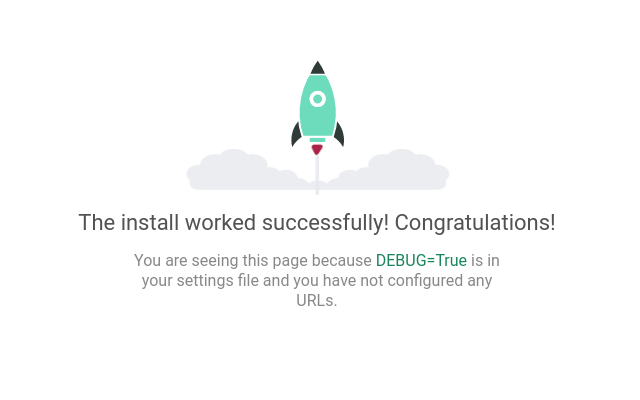 The install worked successfully! Congratulations!
You are seeing this page because DEBUG=True is in
your settings file and you have not configured any
URLs.